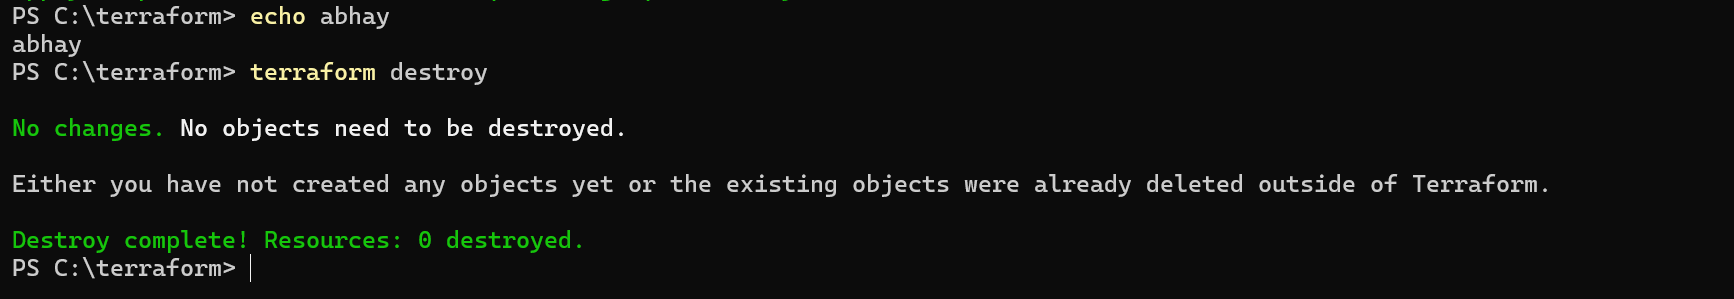 PS C:\terraform> echo abhay
abhay
PS C:\terraform> terraform destroy
No changes. No objects need to be destroyed.
Either you have not created any objects yet or the existing objects were already deleted outside of Terraform.
Destroy complete! Resources: 0 destroyed.
PS C:\terraform>